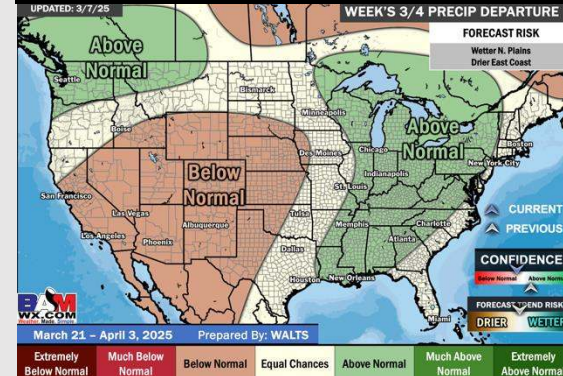 UPDATED: 3/7/25
WEEK'S 3/4 PRECIP DEPARTURE
FORECAST RISK
Wetter N. Plains
Drier East Coast
Above
Normal
Seattle
Bismarck
Minneapolis
Boise
Above
Normal
Boston
Chicago
Des Moines
New York City
Below
Normal
Indianapolis
St. Louis
San Francisco
Las Vegas
Tulsa
CURRENT
Los Angeles
Albuquerque
Memphis
Charlotte
PREVIOUS
Phoenix
Atlanta
Dallas
CONFIDENCE
Below Normal
Above Norm
Houston
New Orleans
BAM
WX.COM
FORECAST TREND RISK
Miami
DRIER
WETTER
March 21 – April 3, 2025
Prepared By: WALTS
Extremely
Below Normal
Much Below
Normal
Below Normal
Equal Chances
Above Normal
Much Above
Normal
Extremely
Above Normal